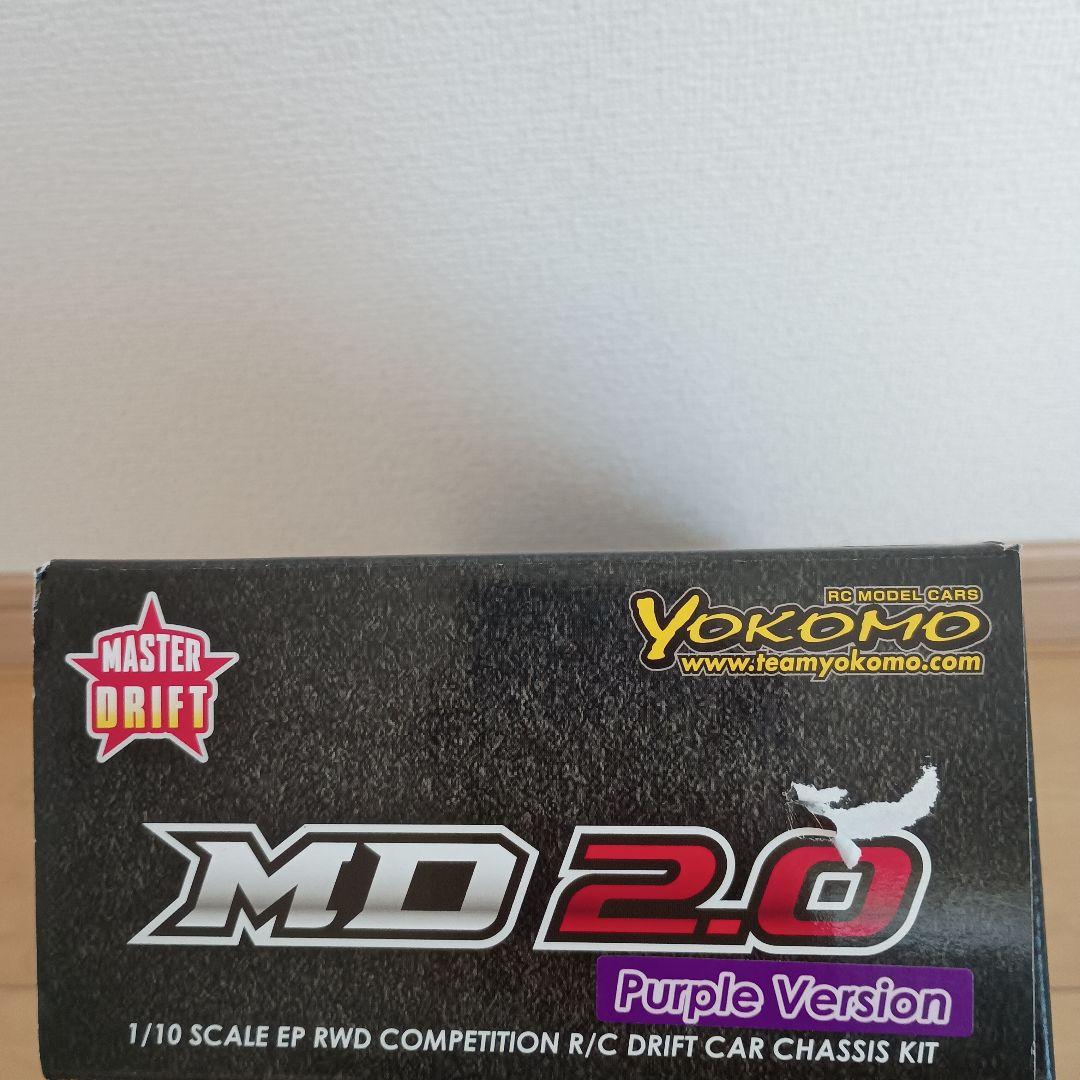 MASTER
DRIFT
RC MODEL CARS
YOKOMO
www.teamyokomo.com
MD 2.0
Purple Version
1/10 SCALE EP RWD COMPETITION R/C DRIFT CAR CHASSIS KIT